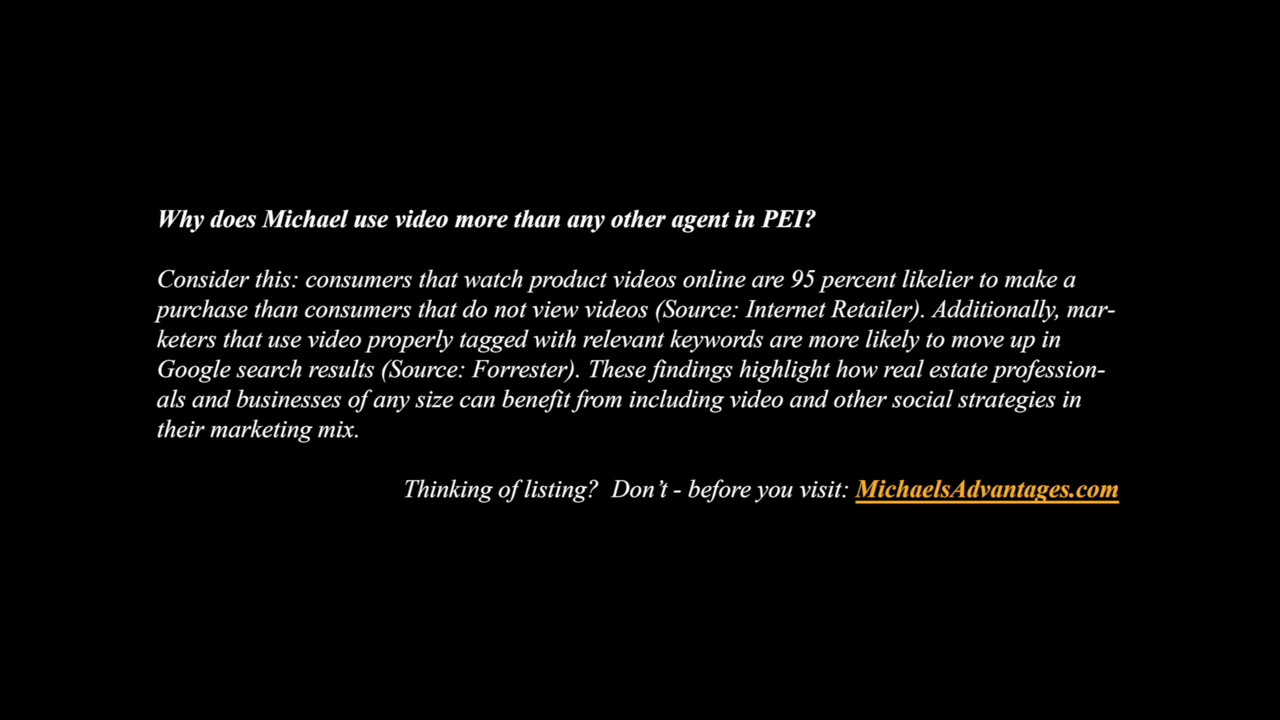 Why does Michael use video more than any other agent in PEI?
Consider this: consumers that watch product videos online are 95 percent likelier to make a
purchase than consumers that do not view videos (Source: Internet Retailer). Additionally, mar-
keters that use video properly tagged with relevant keywords are more likely to move up in
Google search results (Source: Forrester). These findings highlight how real estate profession-
als and businesses of any size can benefit from including video and other social strategies in
their marketing mix.
Thinking of listing?  Don’t - before you visit: MichaelsAdvantages.com